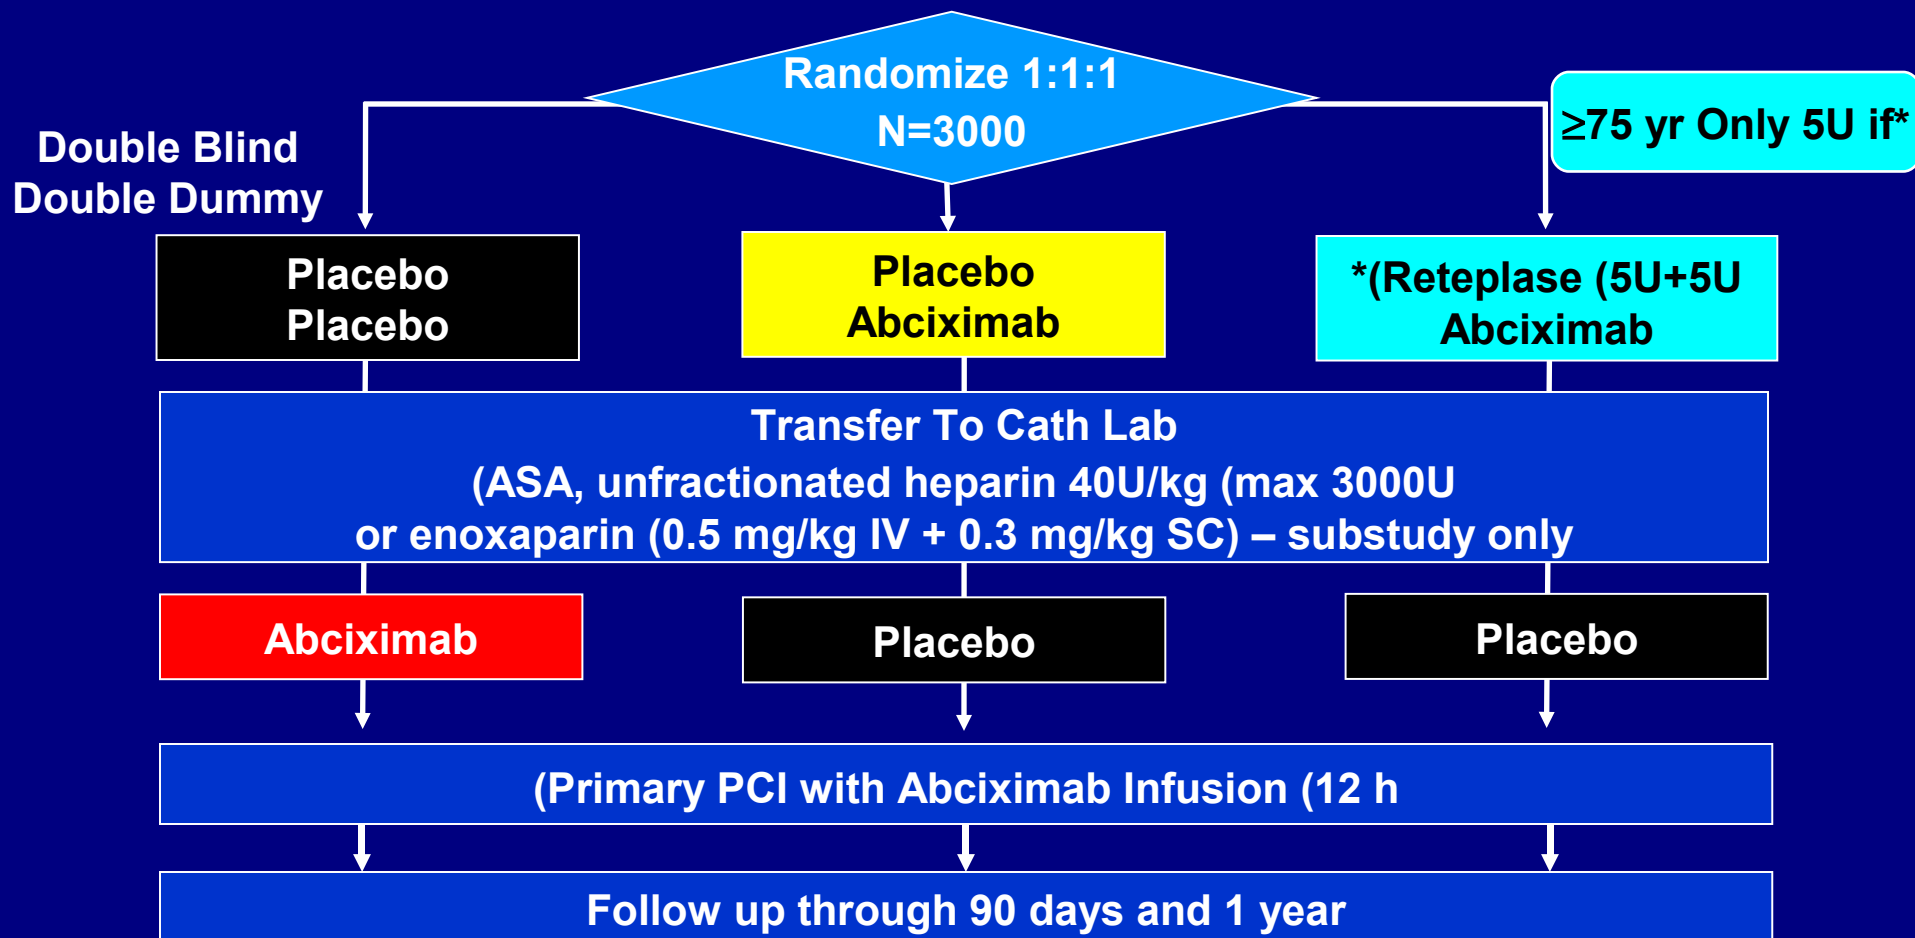 Randomize 1:1:1
N=3000
≥75 yr Only 5U if*
Double Blind
Double Dummy
Placebo
Placebo
Placebo
Abciximab
*(Reteplase (5U+5U
Abciximab
Transfer To Cath Lab
(ASA, unfractionated heparin 40U/kg (max 3000U
or enoxaparin (0.5 mg/kg IV + 0.3 mg/kg SC) – substudy only
Abciximab
Placebo
Placebo
(Primary PCI with Abciximab Infusion (12 h
Follow up through 90 days and 1 year